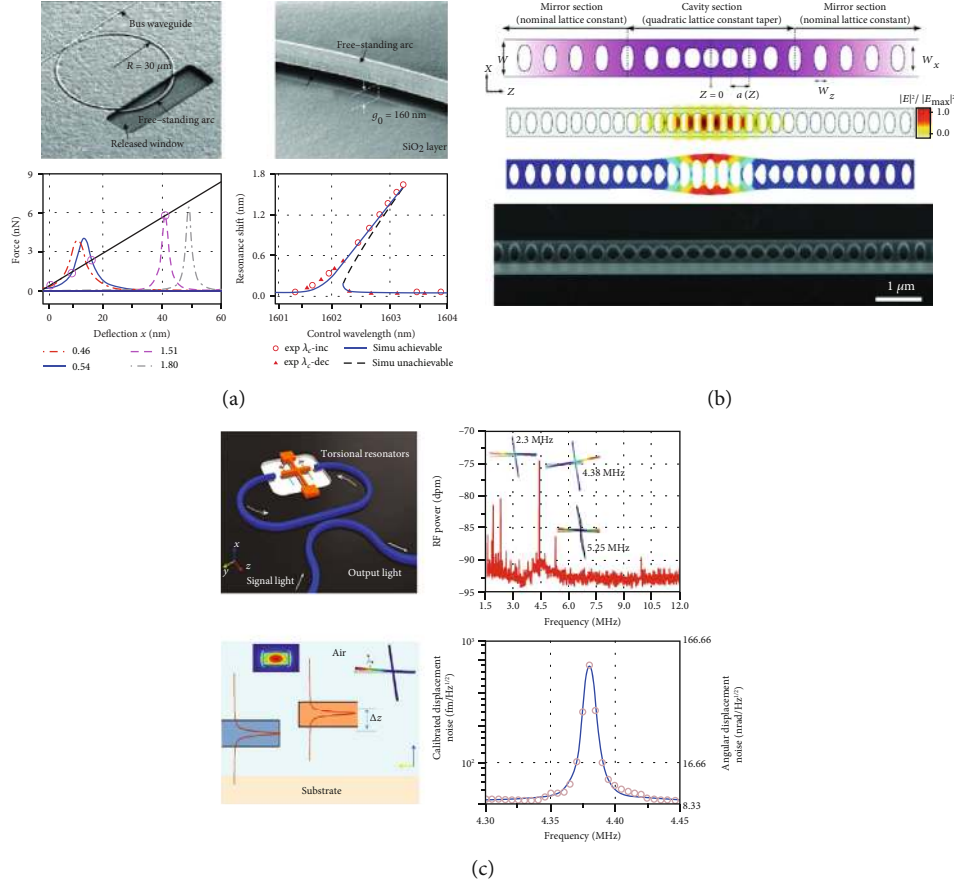 Bus waveguide
R = 30 μm
Free–standing arc
Released window
Free–standing arc
g0 = 160 nm
SiO2 layer
Force (nN)
9
6
3
0
0
20
40
60
Deflection x (nm)
0.46
0.54
1.51
1.80
Resonance shift (nm)
1.8
1.2
0.6
0.0
1601
1602
1603
1604
Control wavelength (nm)
exp λc-inc
exp λc-dec
Simu achievable
Simu unachievable
(a)
Mirror section
(nominal lattice constant)
Cavity section
(quadratic lattice constant taper)
Mirror section
(nominal lattice constant)
W
Wx
X
Z
Z = 0
a (Z)
Wz
|E|²/ |Emax|²
1.0
0.0
1 μm
(b)
Torsional resonators
x
y
z
Signal light
Output light
RF power (dpm)
–70
–75
–80
–85
–90
–95
2.3 MHz
4.38 MHz
5.25 MHz
1.5
3.0
4.5
6.0
7.5
9.0
10.5
12.0
Frequency (MHz)
Air
Δz
Substrate
Calibrated displacement
noise (fm/Hz1/2)
10³
10²
166.66
16.66
8.33
Angular displacement
noise (nrad/Hz1/2)
4.30
4.35
4.40
4.45
Frequency (MHz)
(c)